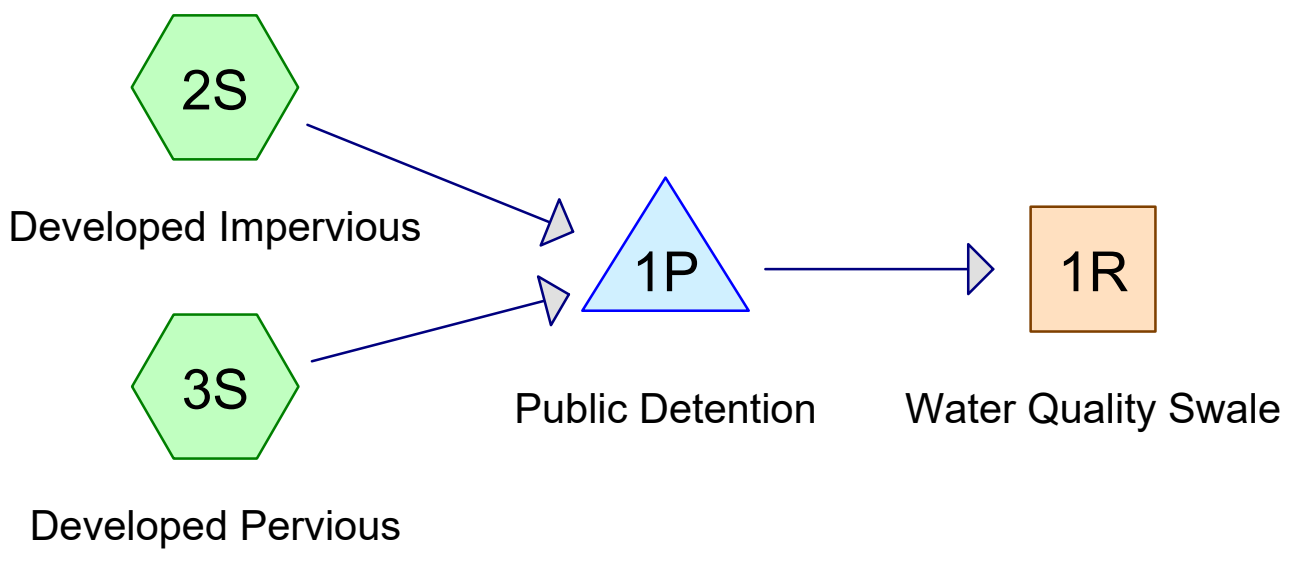 2S
Developed Impervious
1P
1R
3S
Public Detention
Water Quality Swale
Developed Pervious